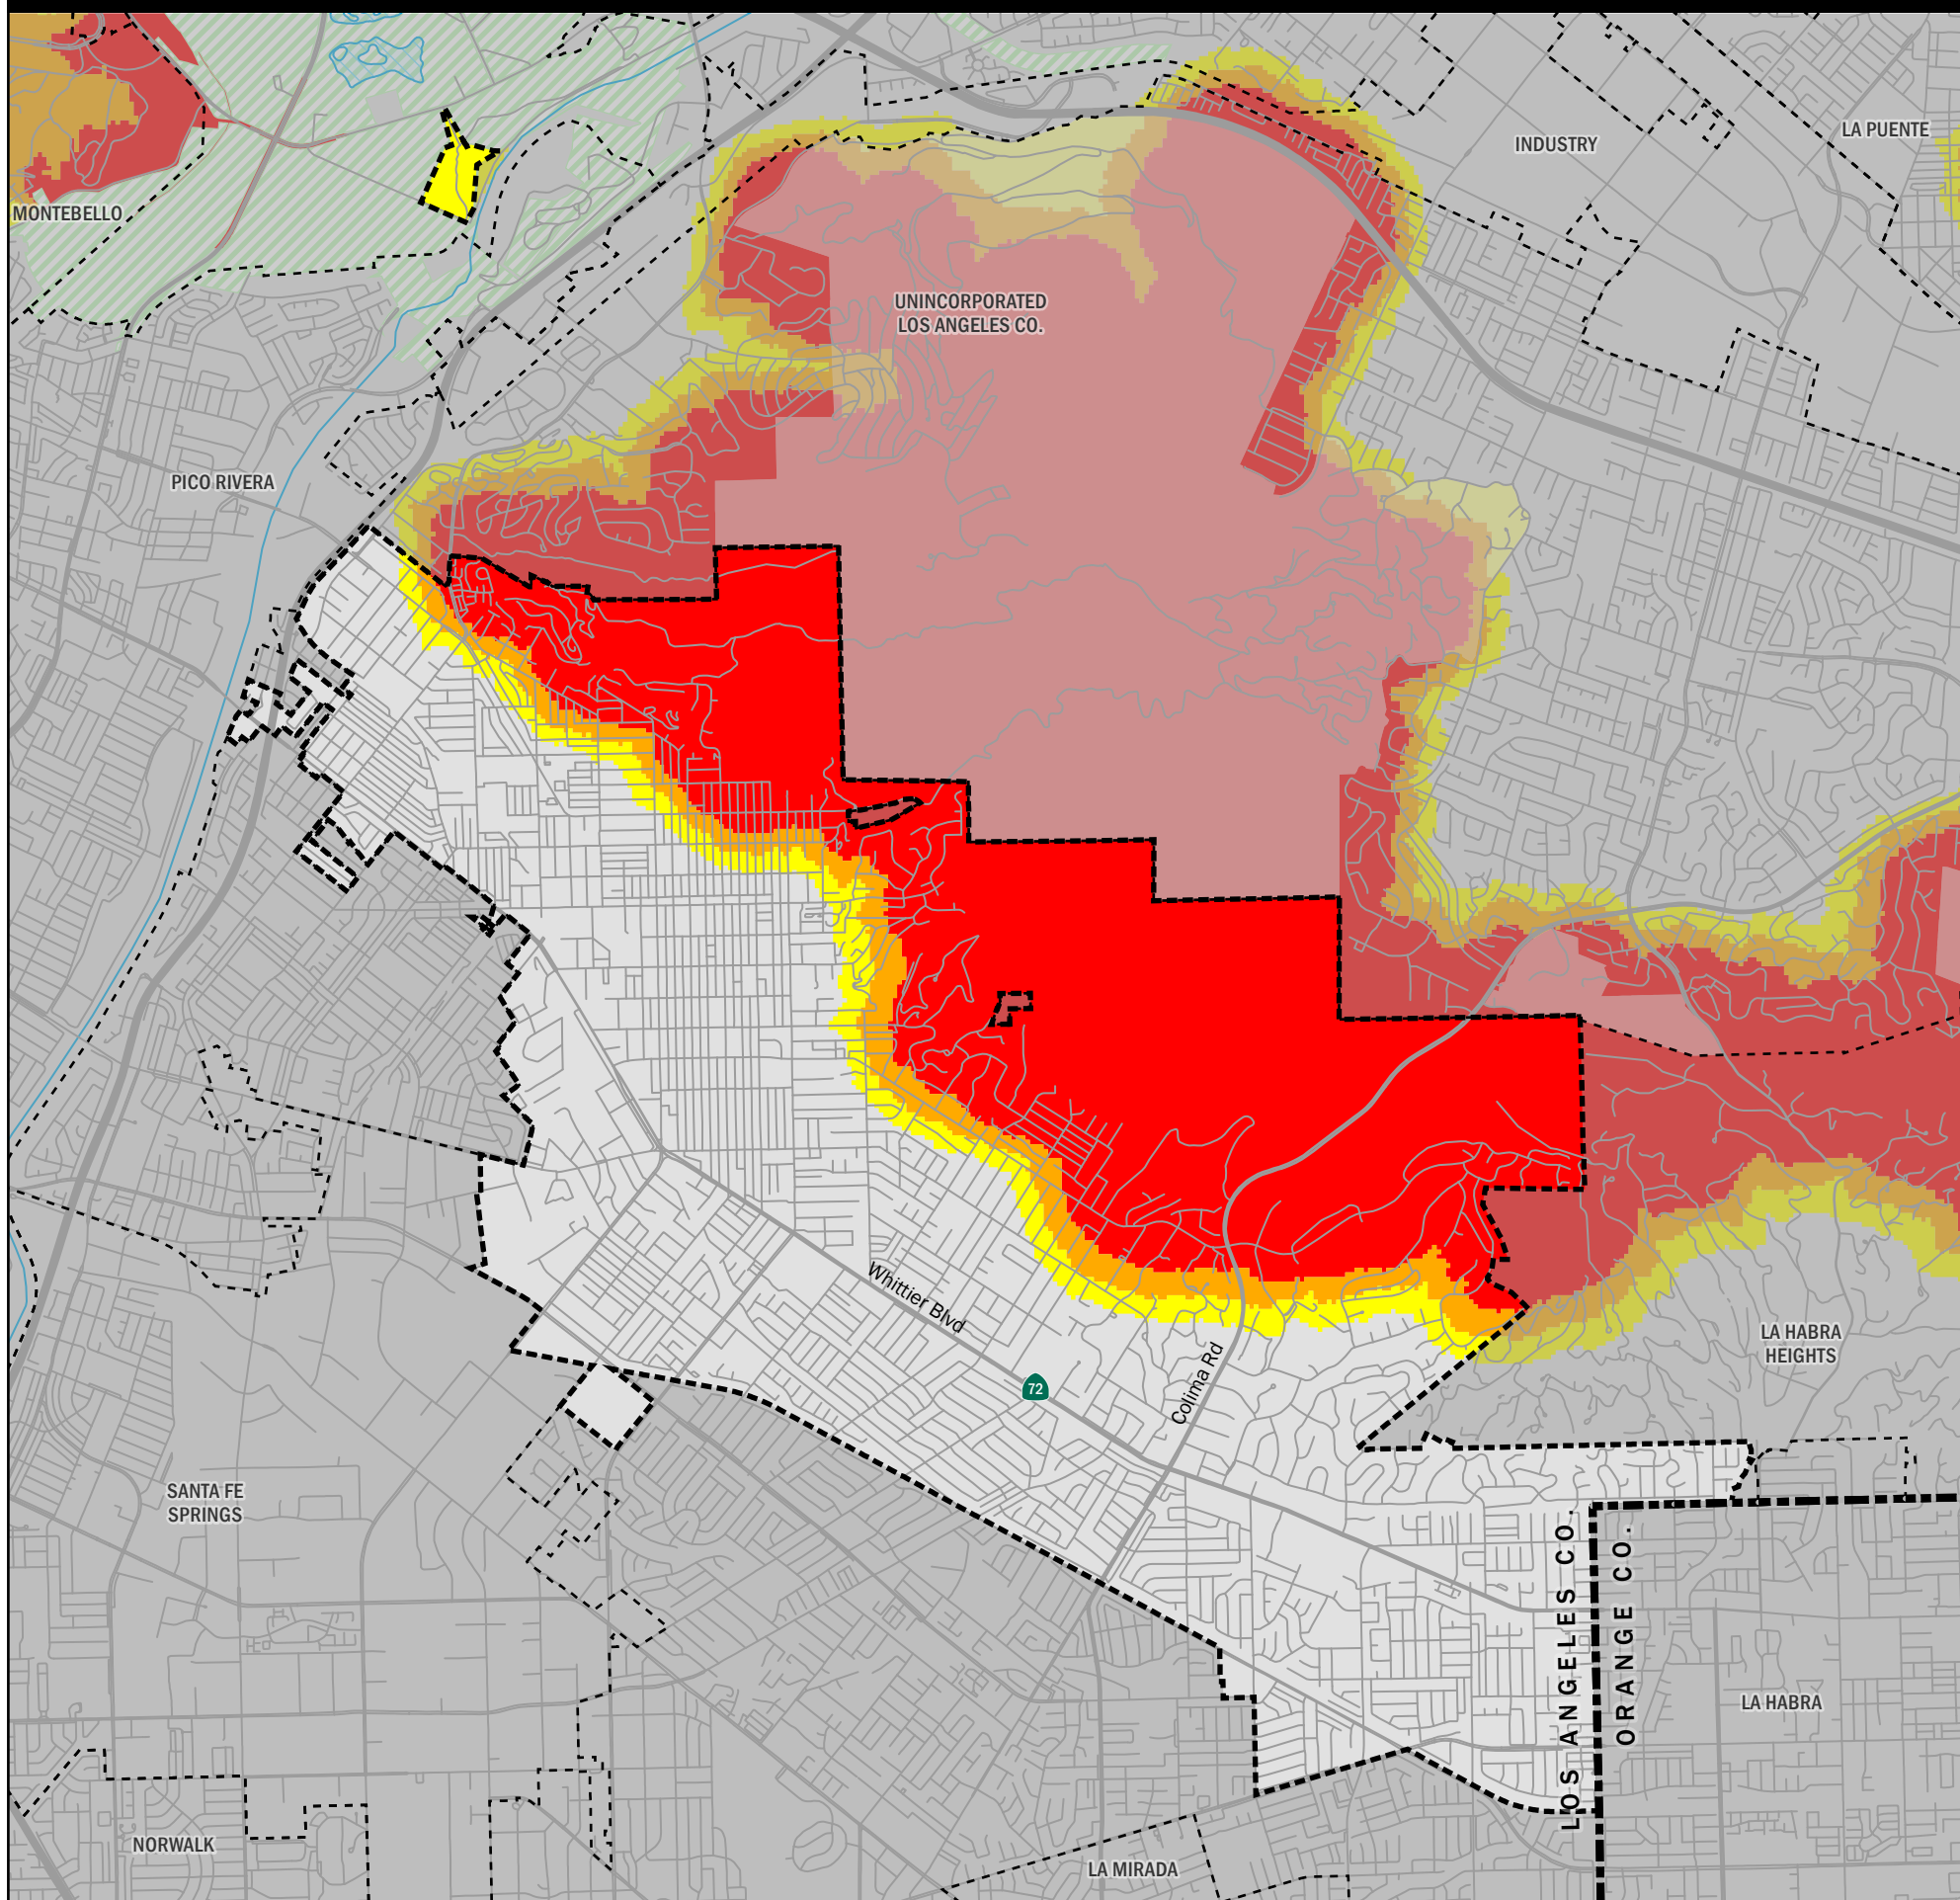 LA PUENTE
INDUSTRY
MONTEBELLO
UNINCORPORATED
LOS ANGELES CO.
PICO RIVERA
Whittier Blvd
LA HABRA
HEIGHTS
Colima Rd
72
SANTA FE
SPRINGS
LOS ANGELES CO.
ORANGE CO.
LA HABRA
NORWALK
LA MIRADA